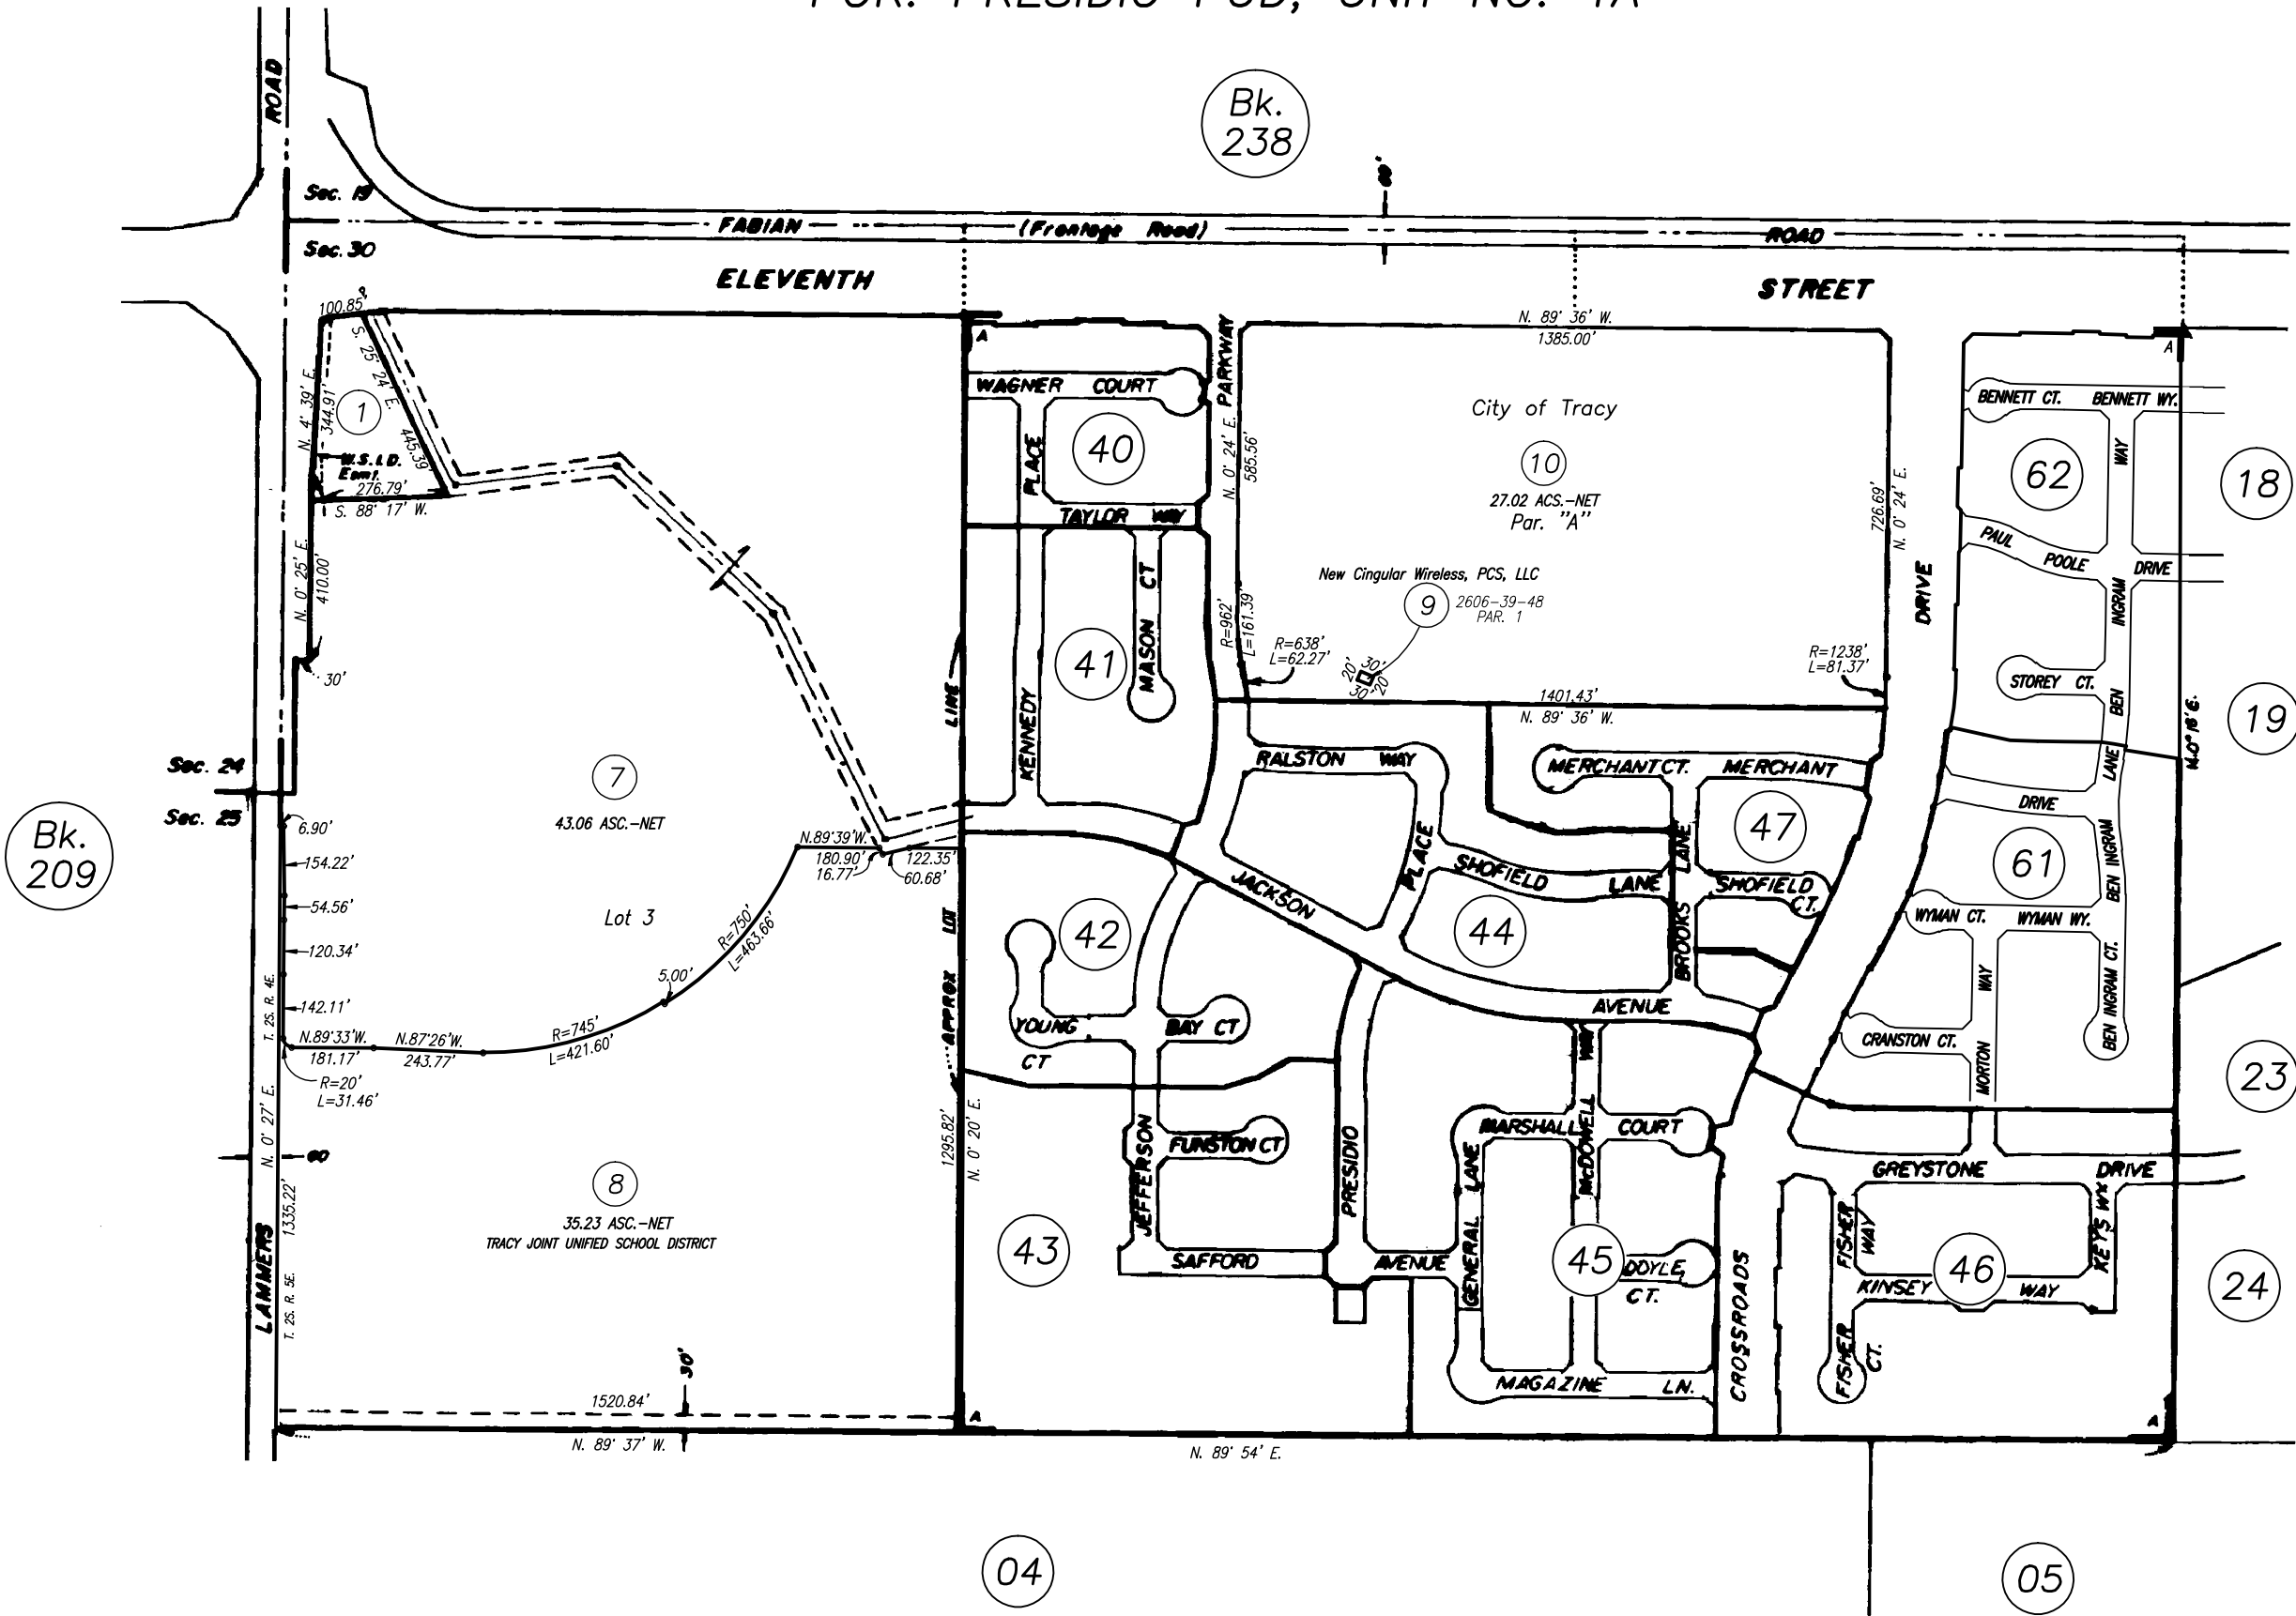 POR. PRESIDIO PUD, UNIT NO. 1A
Bk.
238
ROAD
60'
Sec. 19
Sec. 30
FABIAN
(Frontage Road)
ROAD
ELEVENTH
STREET
100.85'
N. 4° 39' E.
344.91'
S. 25° 24' E.
445.39'
1
W.S.I.D.
Esmt.
276.79'
S. 88° 17' W.
N. 0° 25' E.
410.00'
30'
A
WAGNER COURT
PARKWAY
N. 89° 36' W.
1385.00'
A
PLACE
40
TAYLOR WAY
N. 0° 24' E.
585.56'
City of Tracy
10
27.02 ACS.-NET
Par. "A"
726.69'
N. 0° 24' E.
BENNETT CT.
BENNETT WY.
62
WAY
18
PAUL
POOLE
DRIVE
New Cingular Wireless, PCS, LLC
9
2606-39-48
PAR. 1
DRIVE
INGRAM
MASON CT
41
R=962'
L=161.39'
R=638'
L=62.27'
20'
30'
30'
20'
R=1238'
L=81.37'
STOREY CT.
BEN
19
1401.43'
N. 89° 36' W.
LINE
KENNEDY
Sec. 24
Sec. 25
Bk.
209
7
43.06 ASC.-NET
RALSTON WAY
MERCHANT CT.
MERCHANT
LANE
DRIVE
47
6.90'
154.22'
54.56'
120.34'
142.11'
N.89°39'W.
180.90'
16.77'
122.35'
60.68'
Lot 3
R=750'
L=463.66'
5.00'
PLACE
JACKSON
SHOFIELD
LANE
LANE
SHOFIELD
CT.
61
BEN INGRAM
WYMAN CT.
WYMAN WY.
42
44
BROOKS
APPROX LOT
T. 2S. R. 4E.
N.89°33'W.
181.17'
N.87°26'W.
243.77'
R=745'
L=421.60'
R=20'
L=31.46'
YOUNG
CT
BAY CT
AVENUE
WAY
WAY
MORTON
CRANSTON CT.
BEN INGRAM CT.
23
N. 0° 27' E.
60
1335.22'
1295.82'
N. 0° 20' E.
JEFFERSON
FUNSTON CT
PRESIDIO
MARSHALL
COURT
McDOWELL
LANE
GENERAL
GREYSTONE
DRIVE
8
35.23 ASC.-NET
TRACY JOINT UNIFIED SCHOOL DISTRICT
LAMMERS
T. 2S. R. 5E.
43
SAFFORD
AVENUE
45
DOYLE
CT.
CROSSROADS
FISHER
WAY
KINSEY
46
WAY
KEYS WY
24
FISHER
CT.
30'
1520.84'
N. 89° 37' W.
A
MAGAZINE LN.
A
N. 89° 54' E.
04
05